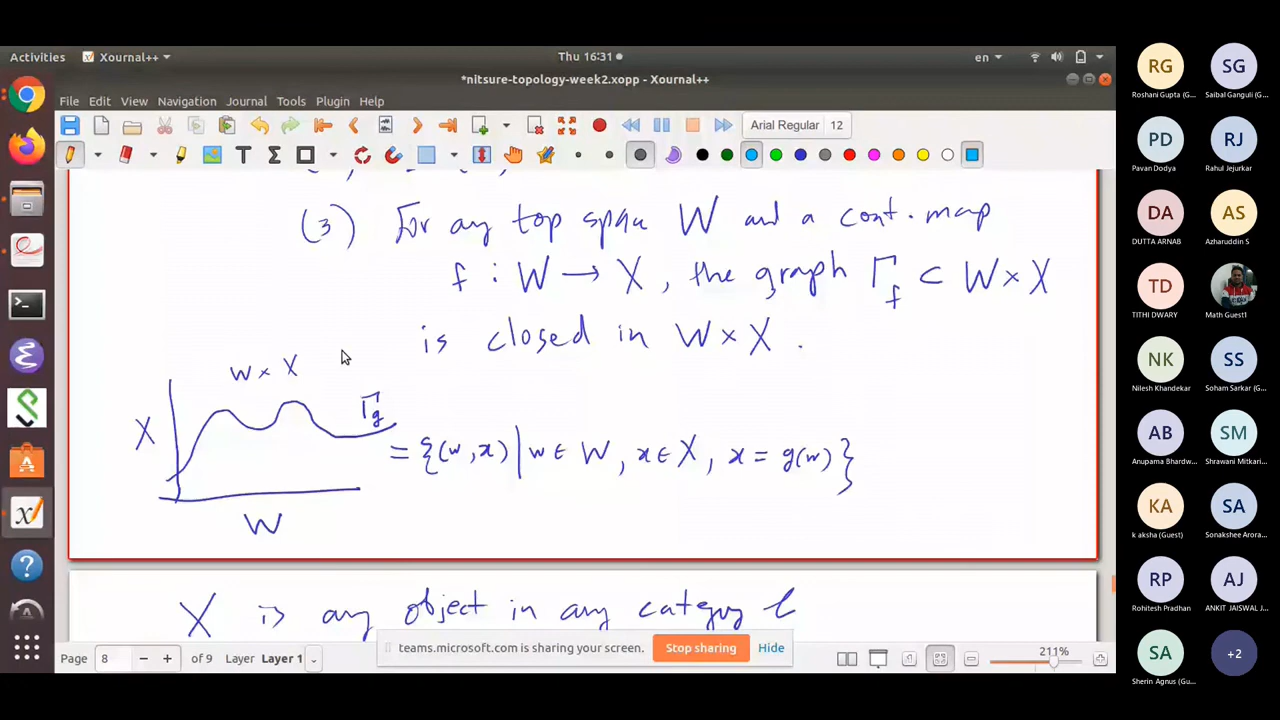 Activities Xournal++ Thu 16:31 en
*nitsure-topology-week2.xopp - Xournal++
File Edit View Navigation Journal Tools Plugin Help
Arial Regular 12
(3) For any top space W and a cont. map
f : W → X, the graph Γ_f ⊂ W × X
is closed in W × X.
W × X
X
Γ_g
= {(w, x) | w ∈ W, x ∈ X, x = g(w)}
W
X is any object in any category C
teams.microsoft.com is sharing your screen. Stop sharing Hide
Page 8 of 9 Layer Layer 1 211%
RG SG
Roshani Gupta (G... Saibal Ganguli (G...
PD RJ
Pavan Dodya Rahul Jejurkar
DA AS
DUTTA ARNAB Azharuddin S
TD
TITHI DWARY Math Guest1
NK SS
Nilesh Khandekar Soham Sarkar (G...
AB SM
Anupama Bhardw... Shrawani Mitkari...
KA SA
k aksha (Guest) Sonakshee Arora...
RP AJ
Rohitesh Pradhan ANKIT JAISWAL J...
SA +2
Sherin Agnus (Gu...